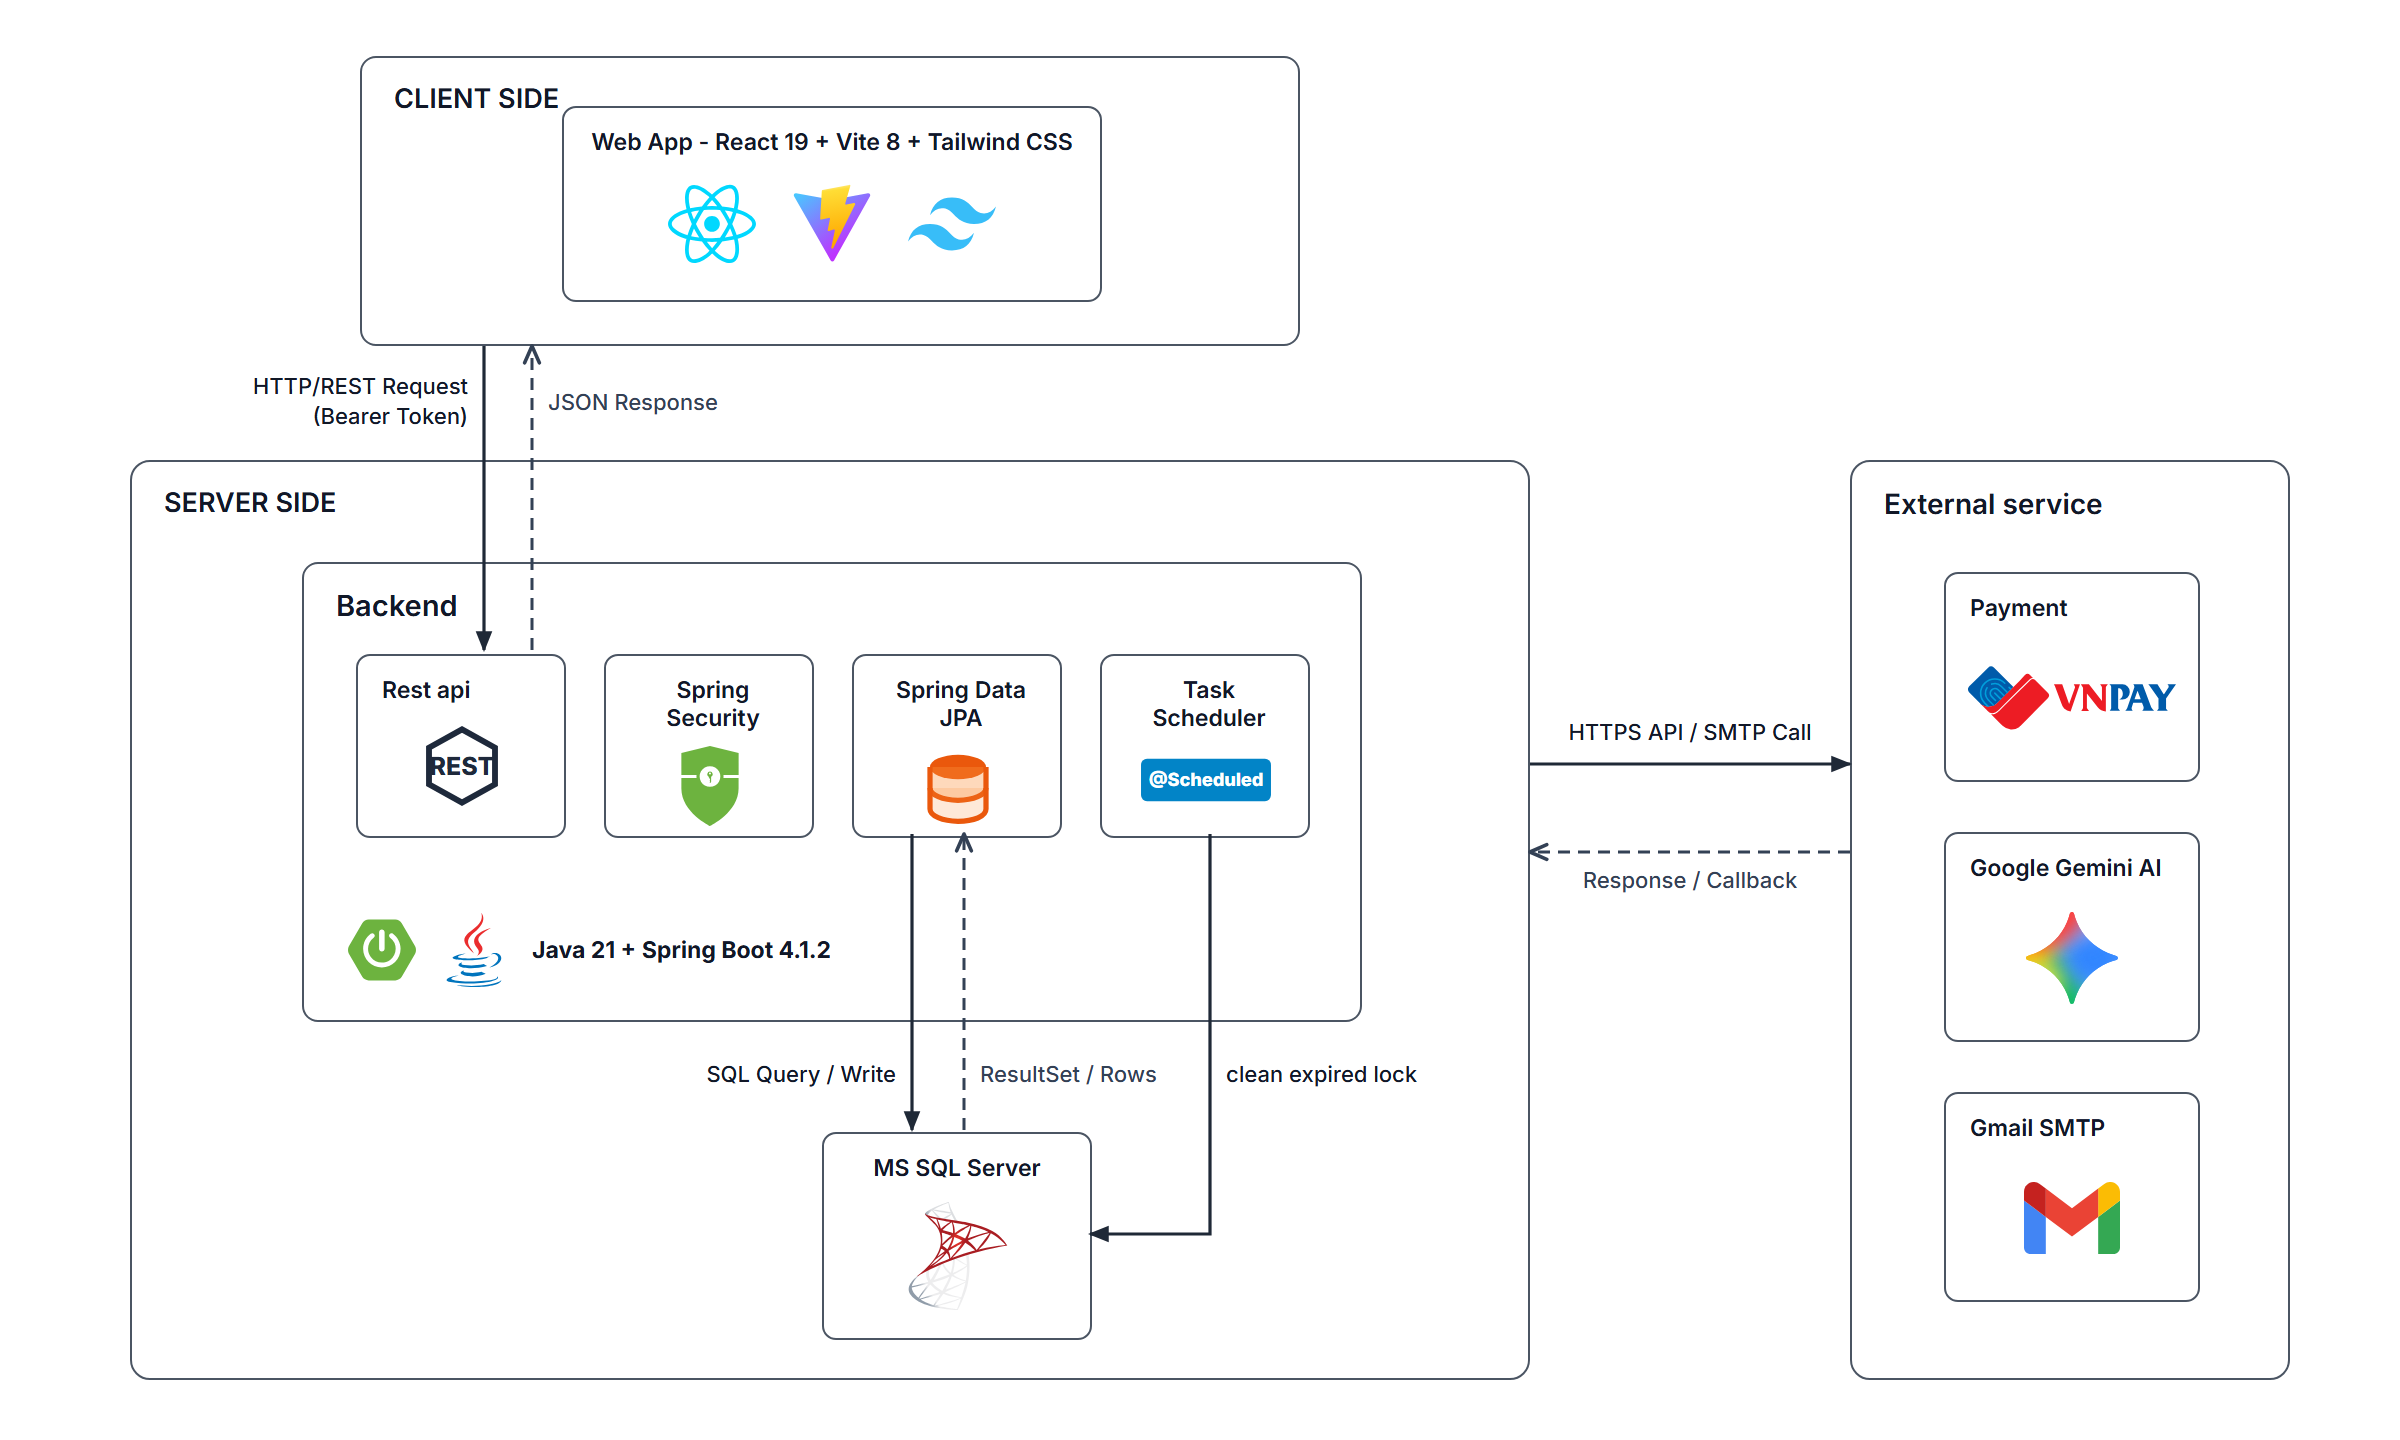 CLIENT SIDE
Web App - React 19 + Vite 8 + Tailwind CSS
HTTP/REST Request
(Bearer Token)
JSON Response
SERVER SIDE
Backend
Rest api
REST
Spring
Security
Spring Data
JPA
Task
Scheduler
@Scheduled
Java 21 + Spring Boot 4.1.2
SQL Query / Write
ResultSet / Rows
clean expired lock
MS SQL Server
HTTPS API / SMTP Call
Response / Callback
External service
Payment
VNPAY
Google Gemini AI
Gmail SMTP